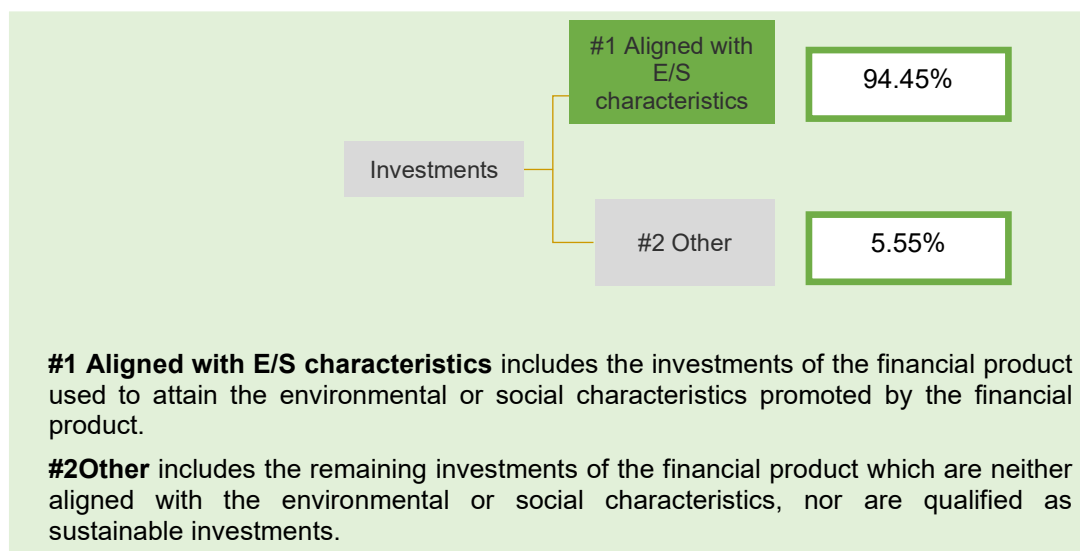 #1 Aligned with
E/S
characteristics
94.45%
Investments
#2 Other
5.55%
#1 Aligned with E/S characteristics includes the investments of the financial product
used to attain the environmental or social characteristics promoted by the financial
product.
#2Other includes the remaining investments of the financial product which are neither
aligned with the environmental or social characteristics, nor are qualified as
sustainable investments.